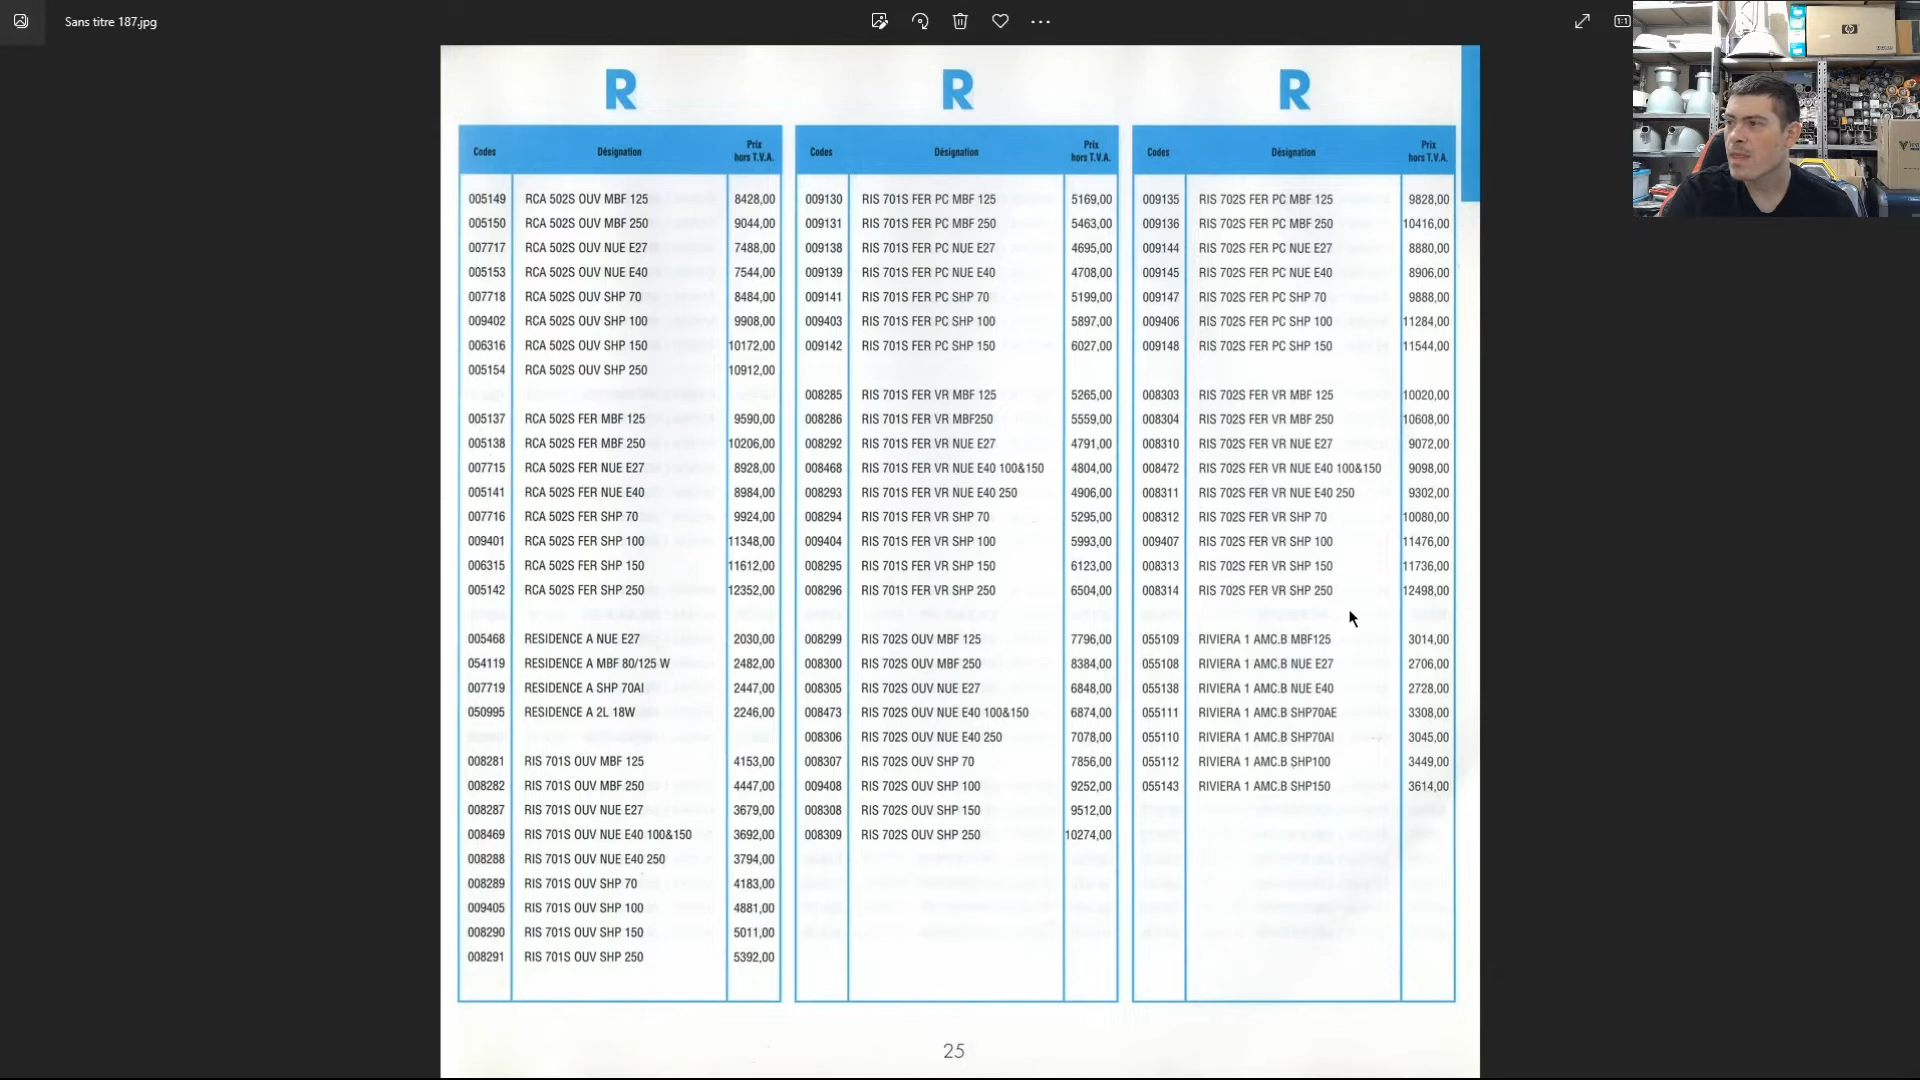 Sans titre 187.jpg
R
Codes Désignation Prix hors T.V.A.
005149 RCA 502S OUV MBF 125 8428,00
005150 RCA 502S OUV MBF 250 9044,00
007717 RCA 502S OUV NUE E27 7488,00
005153 RCA 502S OUV NUE E40 7544,00
007718 RCA 502S OUV SHP 70 8484,00
009402 RCA 502S OUV SHP 100 9908,00
006316 RCA 502S OUV SHP 150 10172,00
005154 RCA 502S OUV SHP 250 10912,00
005137 RCA 502S FER MBF 125 9590,00
005138 RCA 502S FER MBF 250 10206,00
007715 RCA 502S FER NUE E27 8928,00
005141 RCA 502S FER NUE E40 8984,00
007716 RCA 502S FER SHP 70 9924,00
009401 RCA 502S FER SHP 100 11348,00
006315 RCA 502S FER SHP 150 11612,00
005142 RCA 502S FER SHP 250 12352,00
005468 RESIDENCE A NUE E27 2030,00
054119 RESIDENCE A MBF 80/125 W 2482,00
007719 RESIDENCE A SHP 70AI 2447,00
050995 RESIDENCE A 2L 18W 2246,00
008281 RIS 701S OUV MBF 125 4153,00
008282 RIS 701S OUV MBF 250 4447,00
008287 RIS 701S OUV NUE E27 3679,00
008469 RIS 701S OUV NUE E40 100&150 3692,00
008288 RIS 701S OUV NUE E40 250 3794,00
008289 RIS 701S OUV SHP 70 4183,00
009405 RIS 701S OUV SHP 100 4881,00
008290 RIS 701S OUV SHP 150 5011,00
008291 RIS 701S OUV SHP 250 5392,00
R
Codes Désignation Prix hors T.V.A.
009130 RIS 701S FER PC MBF 125 5169,00
009131 RIS 701S FER PC MBF 250 5463,00
009138 RIS 701S FER PC NUE E27 4695,00
009139 RIS 701S FER PC NUE E40 4708,00
009141 RIS 701S FER PC SHP 70 5199,00
009403 RIS 701S FER PC SHP 100 5897,00
009142 RIS 701S FER PC SHP 150 6027,00
008285 RIS 701S FER VR MBF 125 5265,00
008286 RIS 701S FER VR MBF250 5559,00
008292 RIS 701S FER VR NUE E27 4791,00
008468 RIS 701S FER VR NUE E40 100&150 4804,00
008293 RIS 701S FER VR NUE E40 250 4906,00
008294 RIS 701S FER VR SHP 70 5295,00
009404 RIS 701S FER VR SHP 100 5993,00
008295 RIS 701S FER VR SHP 150 6123,00
008296 RIS 701S FER VR SHP 250 6504,00
008299 RIS 702S OUV MBF 125 7796,00
008300 RIS 702S OUV MBF 250 8384,00
008305 RIS 702S OUV NUE E27 6848,00
008473 RIS 702S OUV NUE E40 100&150 6874,00
008306 RIS 702S OUV NUE E40 250 7078,00
008307 RIS 702S OUV SHP 70 7856,00
009408 RIS 702S OUV SHP 100 9252,00
008308 RIS 702S OUV SHP 150 9512,00
008309 RIS 702S OUV SHP 250 10274,00
R
Codes Désignation Prix hors T.V.A.
009135 RIS 702S FER PC MBF 125 9828,00
009136 RIS 702S FER PC MBF 250 10416,00
009144 RIS 702S FER PC NUE E27 8880,00
009145 RIS 702S FER PC NUE E40 8906,00
009147 RIS 702S FER PC SHP 70 9888,00
009406 RIS 702S FER PC SHP 100 11284,00
009148 RIS 702S FER PC SHP 150 11544,00
008303 RIS 702S FER VR MBF 125 10020,00
008304 RIS 702S FER VR MBF 250 10608,00
008310 RIS 702S FER VR NUE E27 9072,00
008472 RIS 702S FER VR NUE E40 100&150 9098,00
008311 RIS 702S FER VR NUE E40 250 9302,00
008312 RIS 702S FER VR SHP 70 10080,00
009407 RIS 702S FER VR SHP 100 11476,00
008313 RIS 702S FER VR SHP 150 11736,00
008314 RIS 702S FER VR SHP 250 12498,00
055109 RIVIERA 1 AMC.B MBF125 3014,00
055108 RIVIERA 1 AMC.B NUE E27 2706,00
055138 RIVIERA 1 AMC.B NUE E40 2728,00
055111 RIVIERA 1 AMC.B SHP70AE 3308,00
055110 RIVIERA 1 AMC.B SHP70AI 3045,00
055112 RIVIERA 1 AMC.B SHP100 3449,00
055143 RIVIERA 1 AMC.B SHP150 3614,00
25
1:1
hp